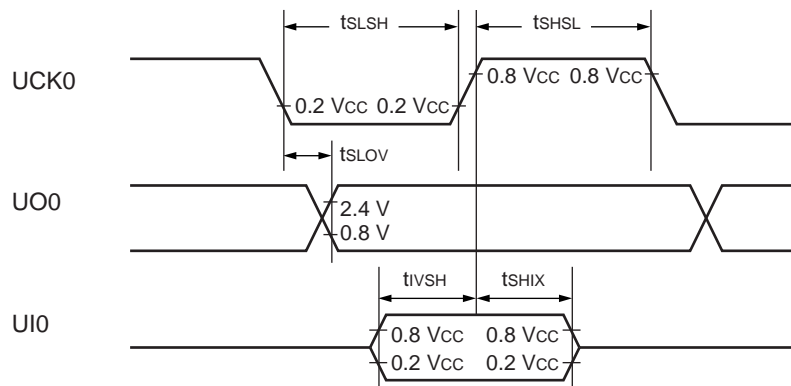 tSLSH tSHSL
UCK0
0.2 VCC 0.2 VCC
0.8 VCC 0.8 VCC
tSLOV
UO0
2.4 V
0.8 V
tIVSH tSHIX
UI0
0.8 VCC 0.8 VCC
0.2 VCC 0.2 VCC